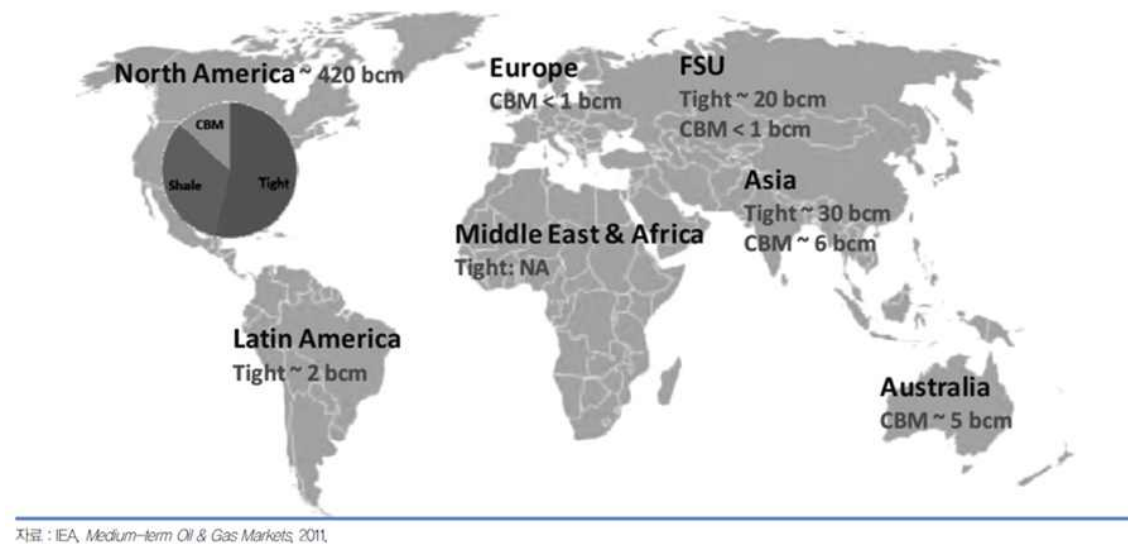 North America ~ 420 bcm
CBM
Shale
Tight
Europe
CBM < 1 bcm
FSU
Tight ~ 20 bcm
CBM < 1 bcm
Asia
Tight ~ 30 bcm
CBM ~ 6 bcm
Middle East & Africa
Tight: NA
Latin America
Tight ~ 2 bcm
Australia
CBM ~ 5 bcm
자료 : IEA, Medium-term Oil & Gas Markets, 2011.